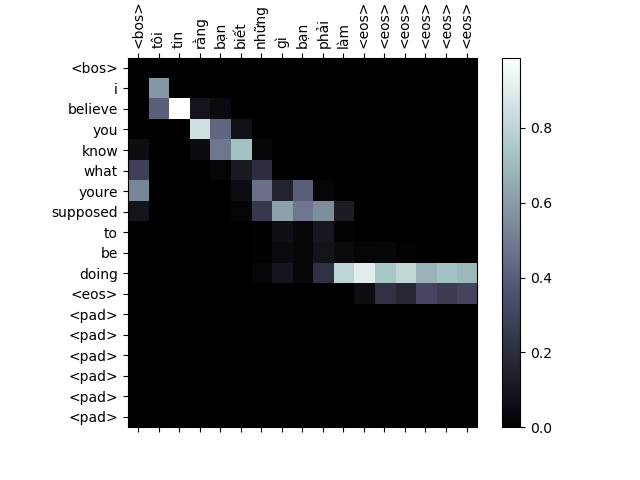 <bos> tôi tin rằng bạn biết những gì bạn phải làm <eos> <eos> <eos> <eos> <eos> <eos>
<bos>
i
believe
you
know
what
youre
supposed
to
be
doing
<eos>
<pad>
<pad>
<pad>
<pad>
<pad>
<pad>
0.8
0.6
0.4
0.2
0.0